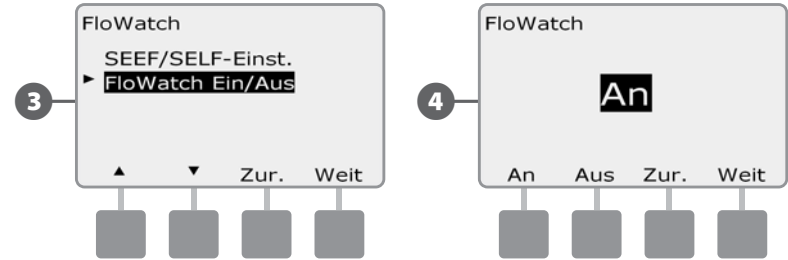 FloWatch
SEEF/SELF-Einst.
► FloWatch Ein/Aus
▲ ▼ Zur. Weit
3
FloWatch
An
An Aus Zur. Weit
4